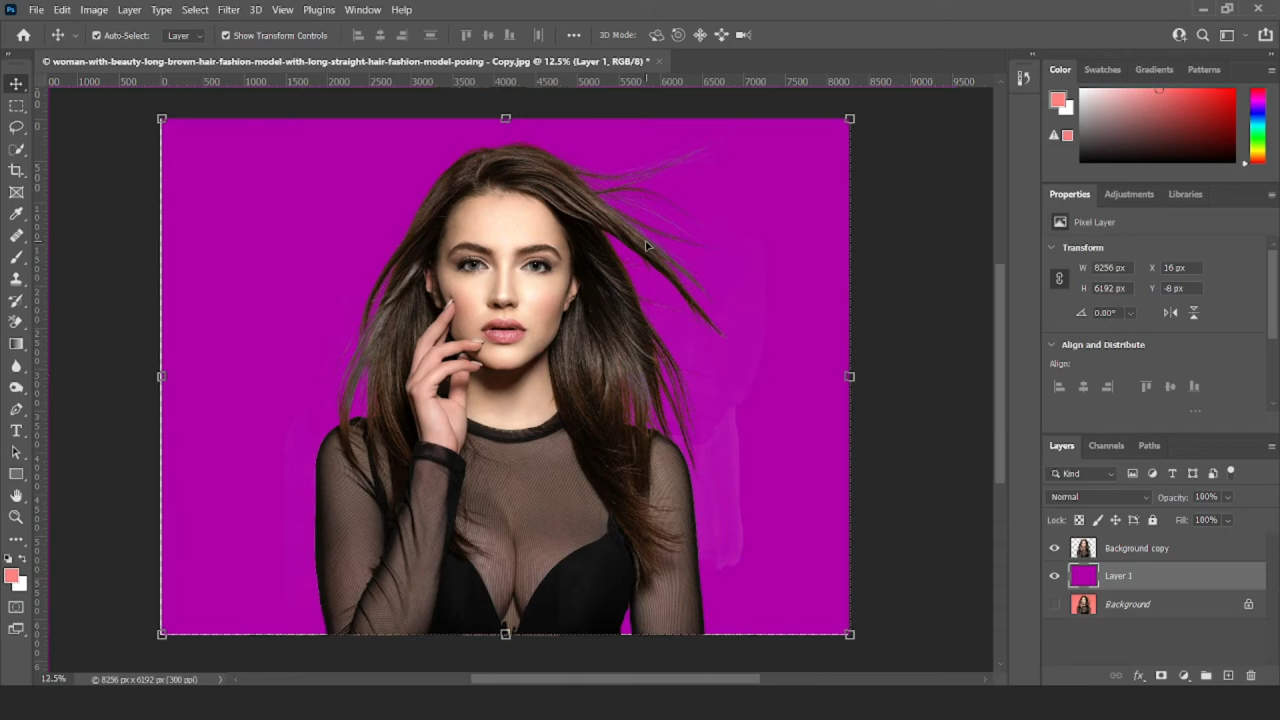 Ps File Edit Image Layer Type Select Filter 3D View Plugins Window Help
Auto-Select: Layer Show Transform Controls ••• 3D Mode:
© woman-with-beauty-long-brown-hair-fashion-model-with-long-straight-hair-fashion-model-posing - Copy.jpg @ 12.5% (Layer 1, RGB/8) *
00 1000 500 0 500 1000 1500 2000 2500 3000 3500 4000 4500 5000 5500 6000 6500 7000 7500 8000 8500 9000 9500
Color Swatches Gradients Patterns
Properties Adjustments Libraries
Pixel Layer
Transform
W 8256 px X 16 px
H 6192 px Y -8 px
0.00°
Align and Distribute
Align:
Layers Channels Paths
Kind
Normal Opacity: 100%
Lock: Fill: 100%
Background copy
Layer 1
Background
12.5% © 8256 px x 6192 px (300 ppi)
fx